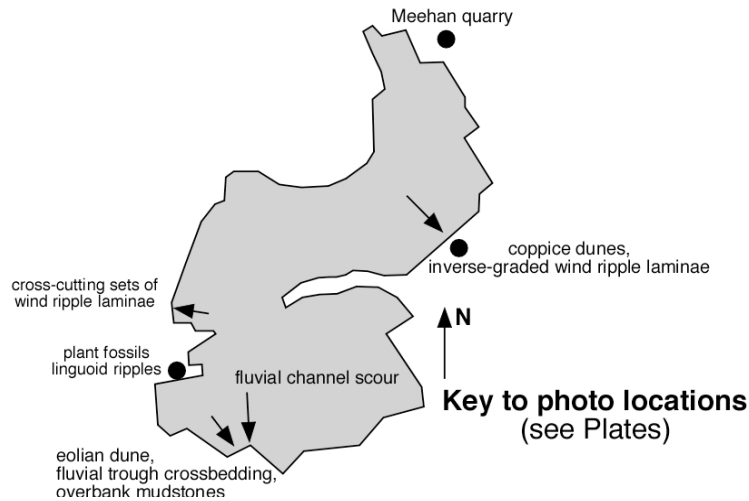 Meehan quarry
coppice dunes,
inverse-graded wind ripple laminae
cross-cutting sets of
wind ripple laminae
N
plant fossils
linguoid ripples
fluvial channel scour
Key to photo locations
(see Plates)
eolian dune,
fluvial trough crossbedding,
overbank mudstones